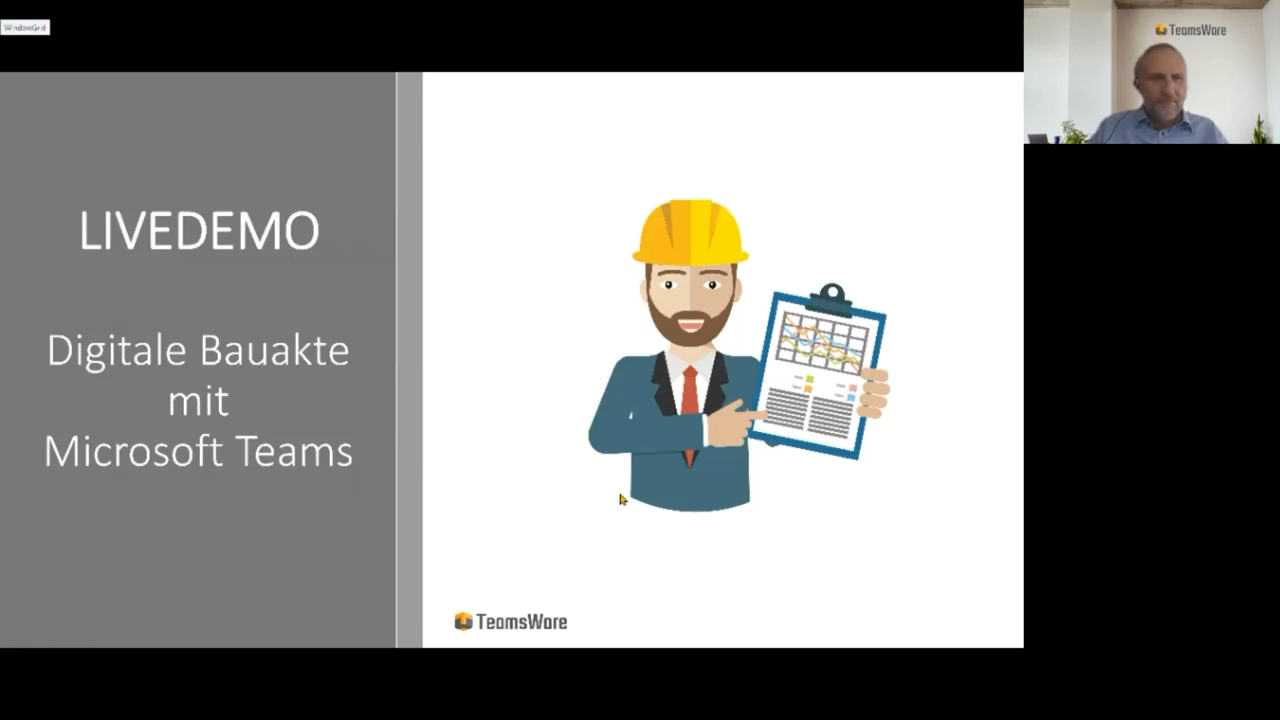 WindowGrid
TeamsWare
LIVEDEMO
Digitale Bauakte
mit
Microsoft Teams
TeamsWare